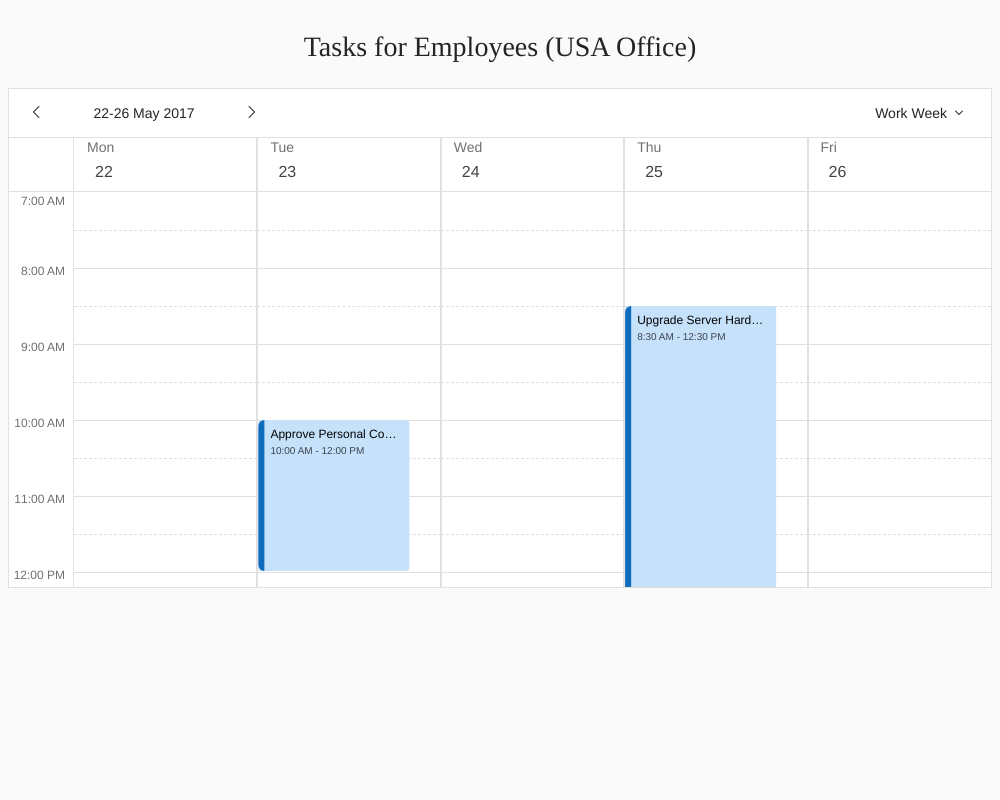 Tasks for Employees (USA Office)
22-26 May 2017
Work Week
Mon
Tue
Wed
Thu
Fri
22
23
24
25
26
7:00 AM
8:00 AM
Upgrade Server Hard…
8:30 AM - 12:30 PM
9:00 AM
10:00 AM
Approve Personal Co…
10:00 AM - 12:00 PM
11:00 AM
12:00 PM